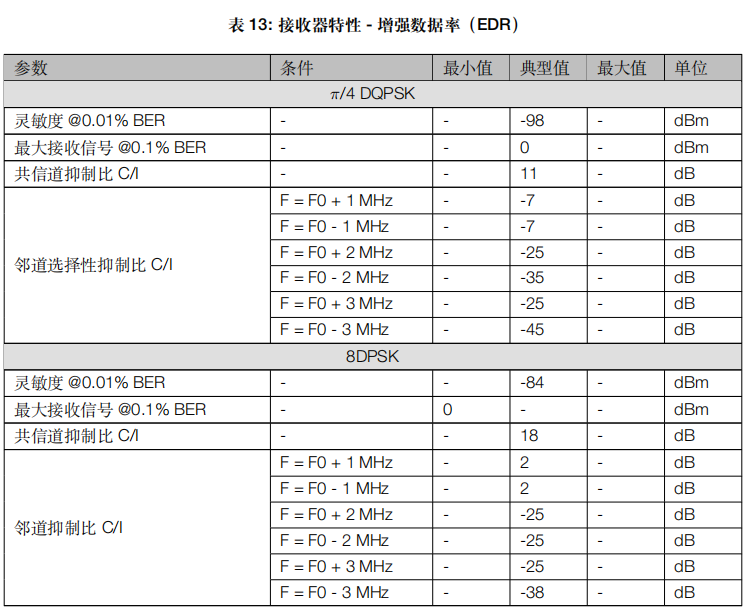 表 13: 接收器特性 - 增强数据率（EDR）
参数 条件 最小值 典型值 最大值 单位
π/4 DQPSK
灵敏度 @0.01% BER - - -98 - dBm
最大接收信号 @0.1% BER - - 0 - dBm
共信道抑制比 C/I - - 11 - dB
邻道选择性抑制比 C/I
F = F0 + 1 MHz - -7 - dB
F = F0 - 1 MHz - -7 - dB
F = F0 + 2 MHz - -25 - dB
F = F0 - 2 MHz - -35 - dB
F = F0 + 3 MHz - -25 - dB
F = F0 - 3 MHz - -45 - dB
8DPSK
灵敏度 @0.01% BER - - -84 - dBm
最大接收信号 @0.1% BER - 0 - - dBm
共信道抑制比 C/I - - 18 - dB
邻道抑制比 C/I
F = F0 + 1 MHz - 2 - dB
F = F0 - 1 MHz - 2 - dB
F = F0 + 2 MHz - -25 - dB
F = F0 - 2 MHz - -25 - dB
F = F0 + 3 MHz - -25 - dB
F = F0 - 3 MHz - -38 - dB